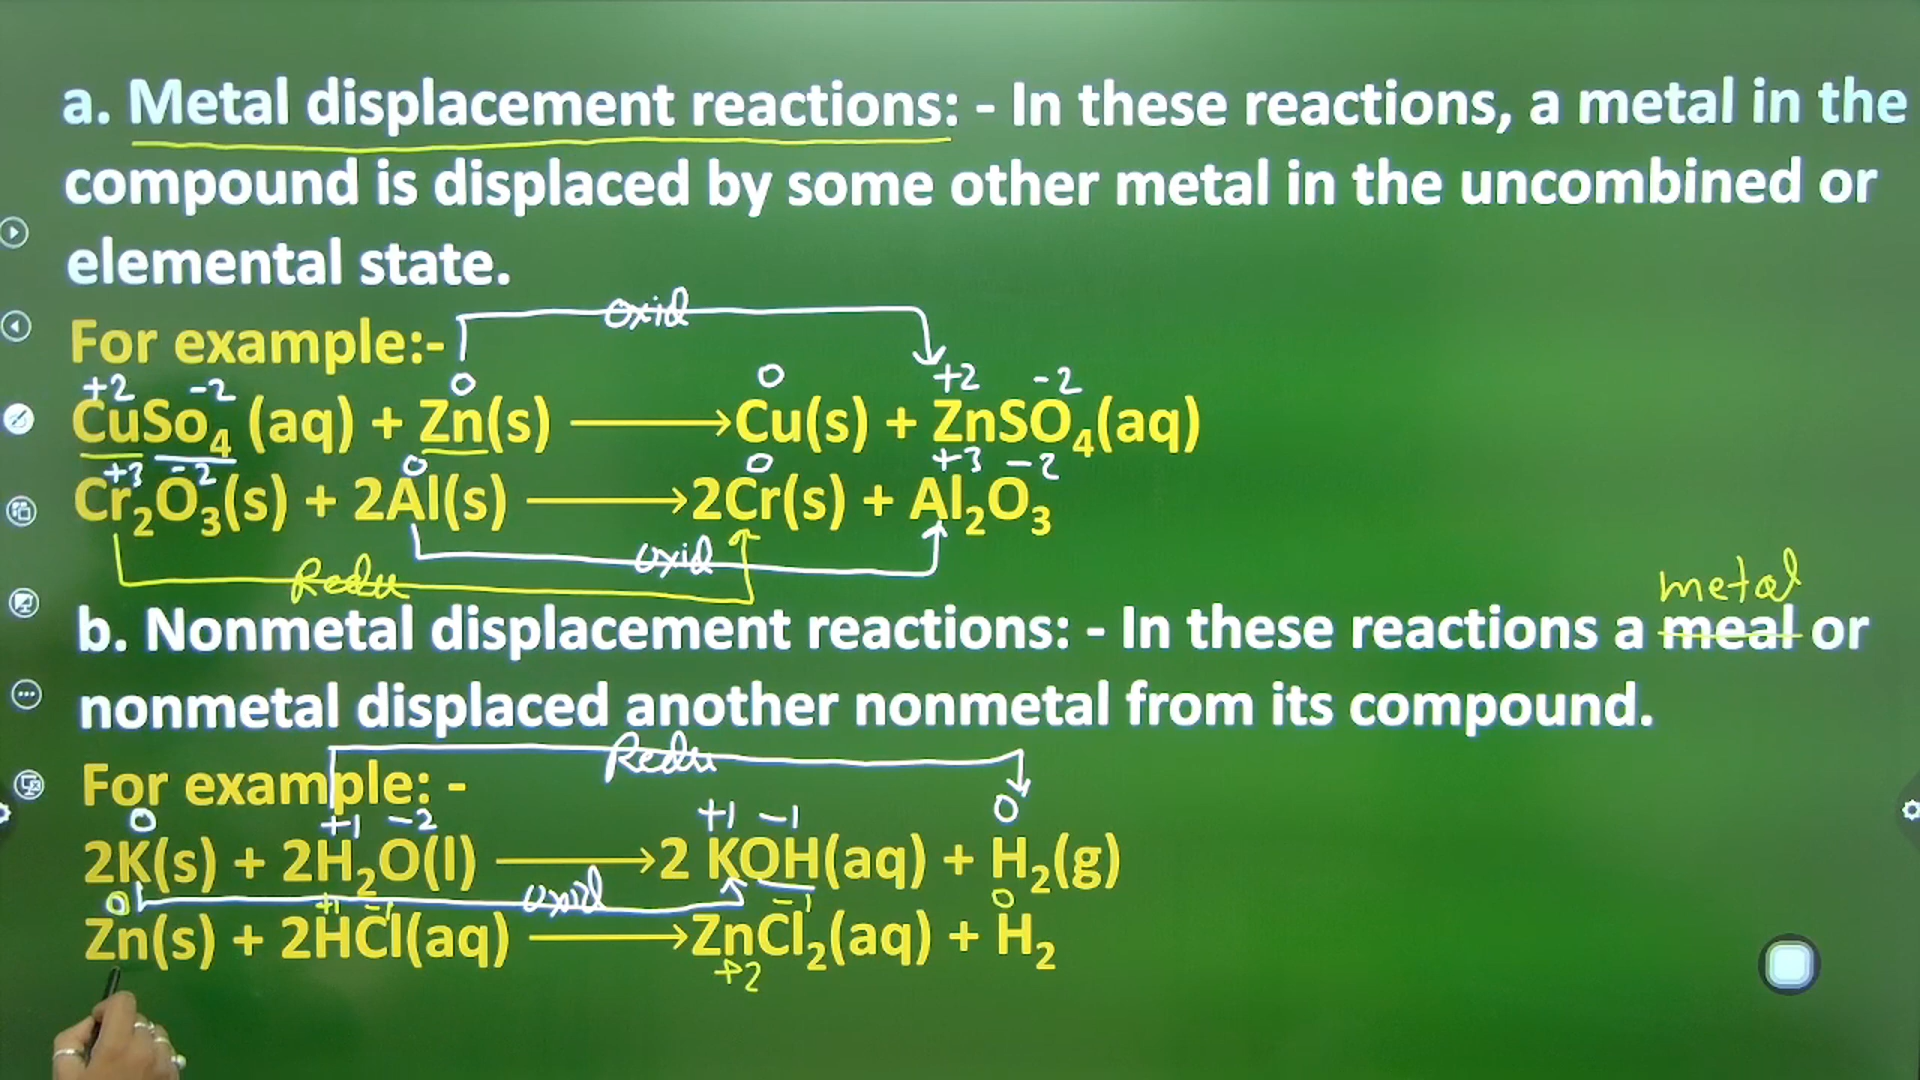 a. Metal displacement reactions: - In these reactions, a metal in the
compound is displaced by some other metal in the uncombined or
elemental state.
oxid
For example:-
+2 -2 0 0 +2 -2
CuSo₄ (aq) + Zn(s) ⟶ Cu(s) + ZnSO₄(aq)
+3 -2 0 0 +3 -2
Cr₂O₃(s) + 2Al(s) ⟶ 2Cr(s) + Al₂O₃
oxid
Redu
metal
b. Nonmetal displacement reactions: - In these reactions a meal or
nonmetal displaced another nonmetal from its compound.
Redu
For example: -
0 +1 -2 +1 -1 0
2K(s) + 2H₂O(l) ⟶ 2 KOH(aq) + H₂(g)
oxid
0 +1 -1 -1 0
Zn(s) + 2HCl(aq) ⟶ ZnCl₂(aq) + H₂
+2